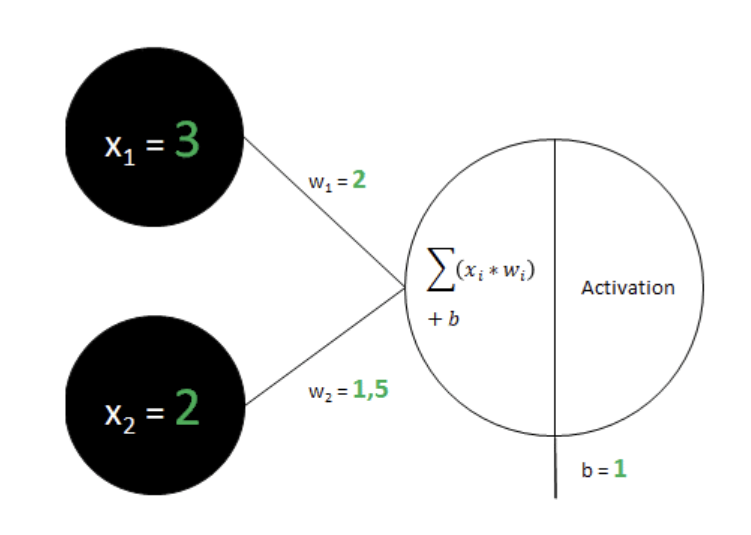 x₁ = 3
w₁ = 2
∑(xᵢ * wᵢ)
+ b
Activation
x₂ = 2
w₂ = 1,5
b = 1